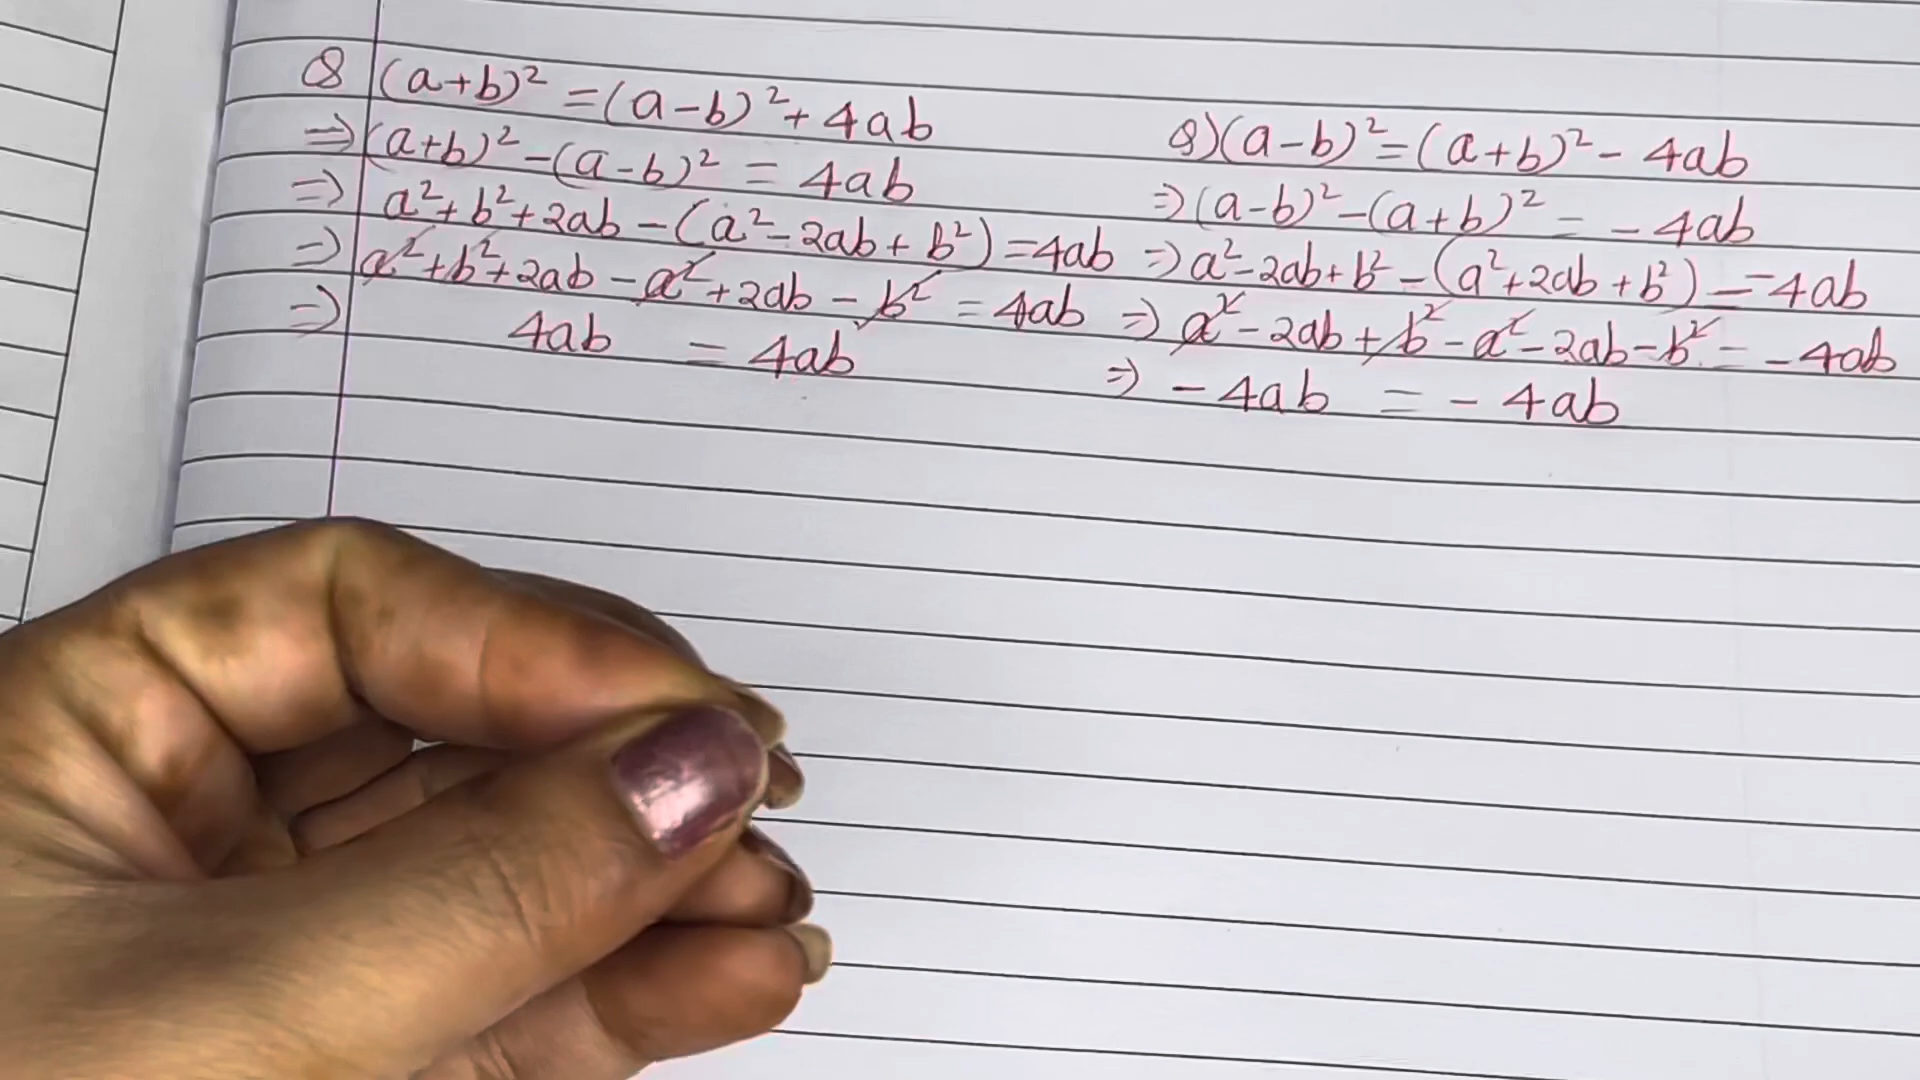 Q (a+b)² = (a-b)² + 4ab
⇒ (a+b)² - (a-b)² = 4ab
⇒ a² + b² + 2ab - (a² - 2ab + b²) = 4ab
⇒ a² + b² + 2ab - a² + 2ab - b² = 4ab
⇒ 4ab = 4ab
Q) (a-b)² = (a+b)² - 4ab
⇒ (a-b)² - (a+b)² = - 4ab
⇒ a² - 2ab + b² - (a² + 2ab + b²) = -4ab
⇒ a² - 2ab + b² - a² - 2ab - b² = - 4ab
⇒ - 4ab = - 4ab